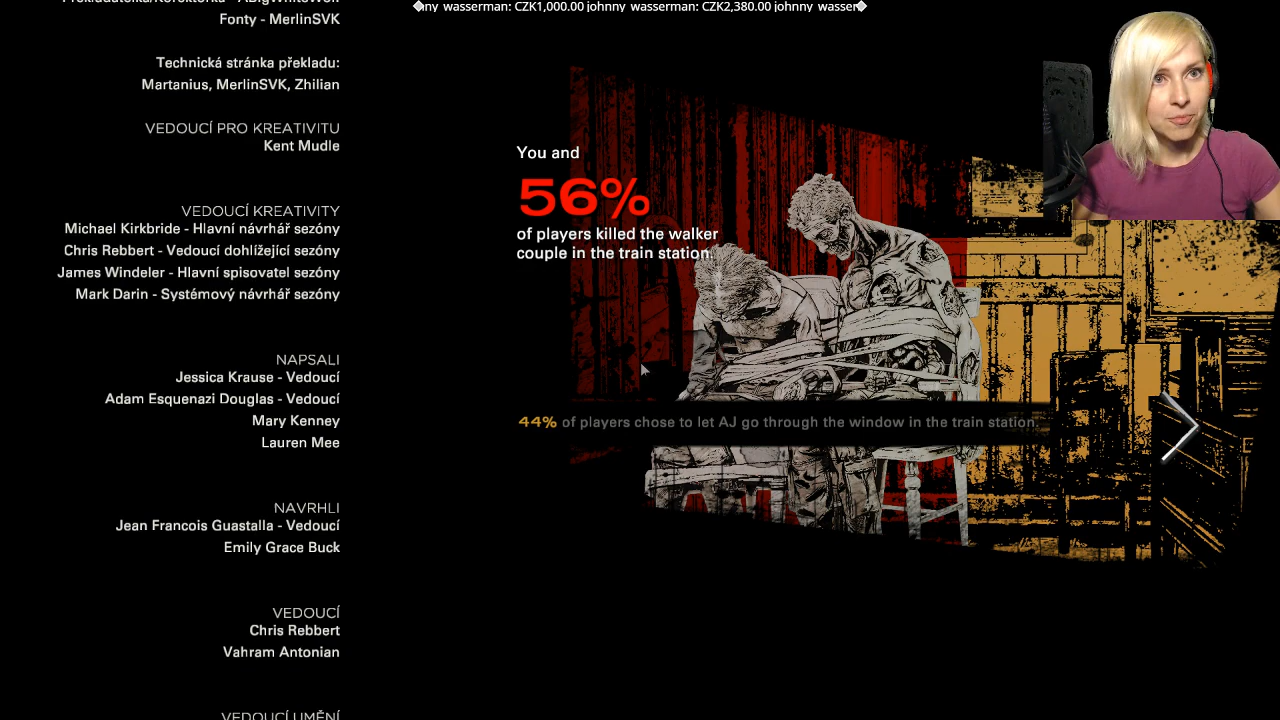 ny wasserman: CZK1,000.00 johnny wasserman: CZK2,380.00 johnny wasser
Fonty - MerlinSVK
Technická stránka překladu:
Martanius, MerlinSVK, Zhilian
VEDOUCÍ PRO KREATIVITU
Kent Mudle
VEDOUCÍ KREATIVITY
Michael Kirkbride - Hlavní návrhář sezóny
Chris Rebbert - Vedoucí dohlížející sezóny
James Windeler - Hlavní spisovatel sezóny
Mark Darin - Systémový návrhář sezóny
NAPSALI
Jessica Krause - Vedoucí
Adam Esquenazi Douglas - Vedoucí
Mary Kenney
Lauren Mee
NAVRHLI
Jean Francois Guastalla - Vedoucí
Emily Grace Buck
VEDOUCÍ
Chris Rebbert
Vahram Antonian
VEDOUCÍ UMĚNÍ
You and
56%
of players killed the walker
couple in the train station.
44% of players chose to let AJ go through the window in the train station.